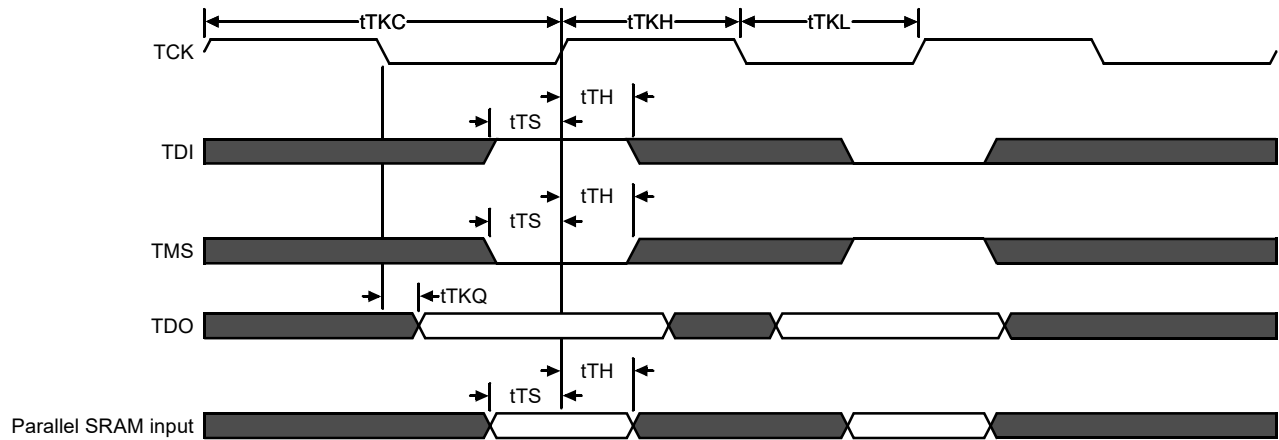 tTKC tTKH tTKL
TCK
tTH
tTS
TDI
tTH
tTS
TMS
tTKQ
TDO
tTH
tTS
Parallel SRAM input